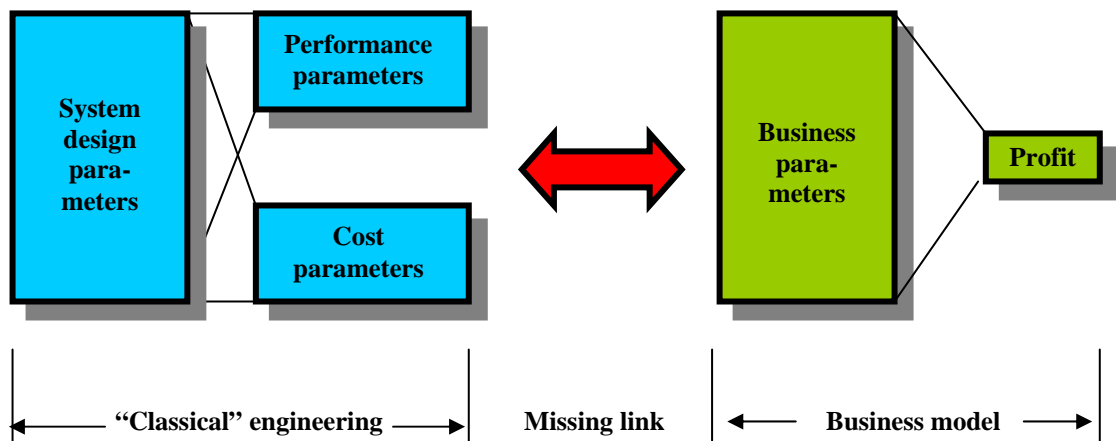 System
design
para-
meters
Performance
parameters
Cost
parameters
Business
para-
meters
Profit
“Classical” engineering
Missing link
Business model